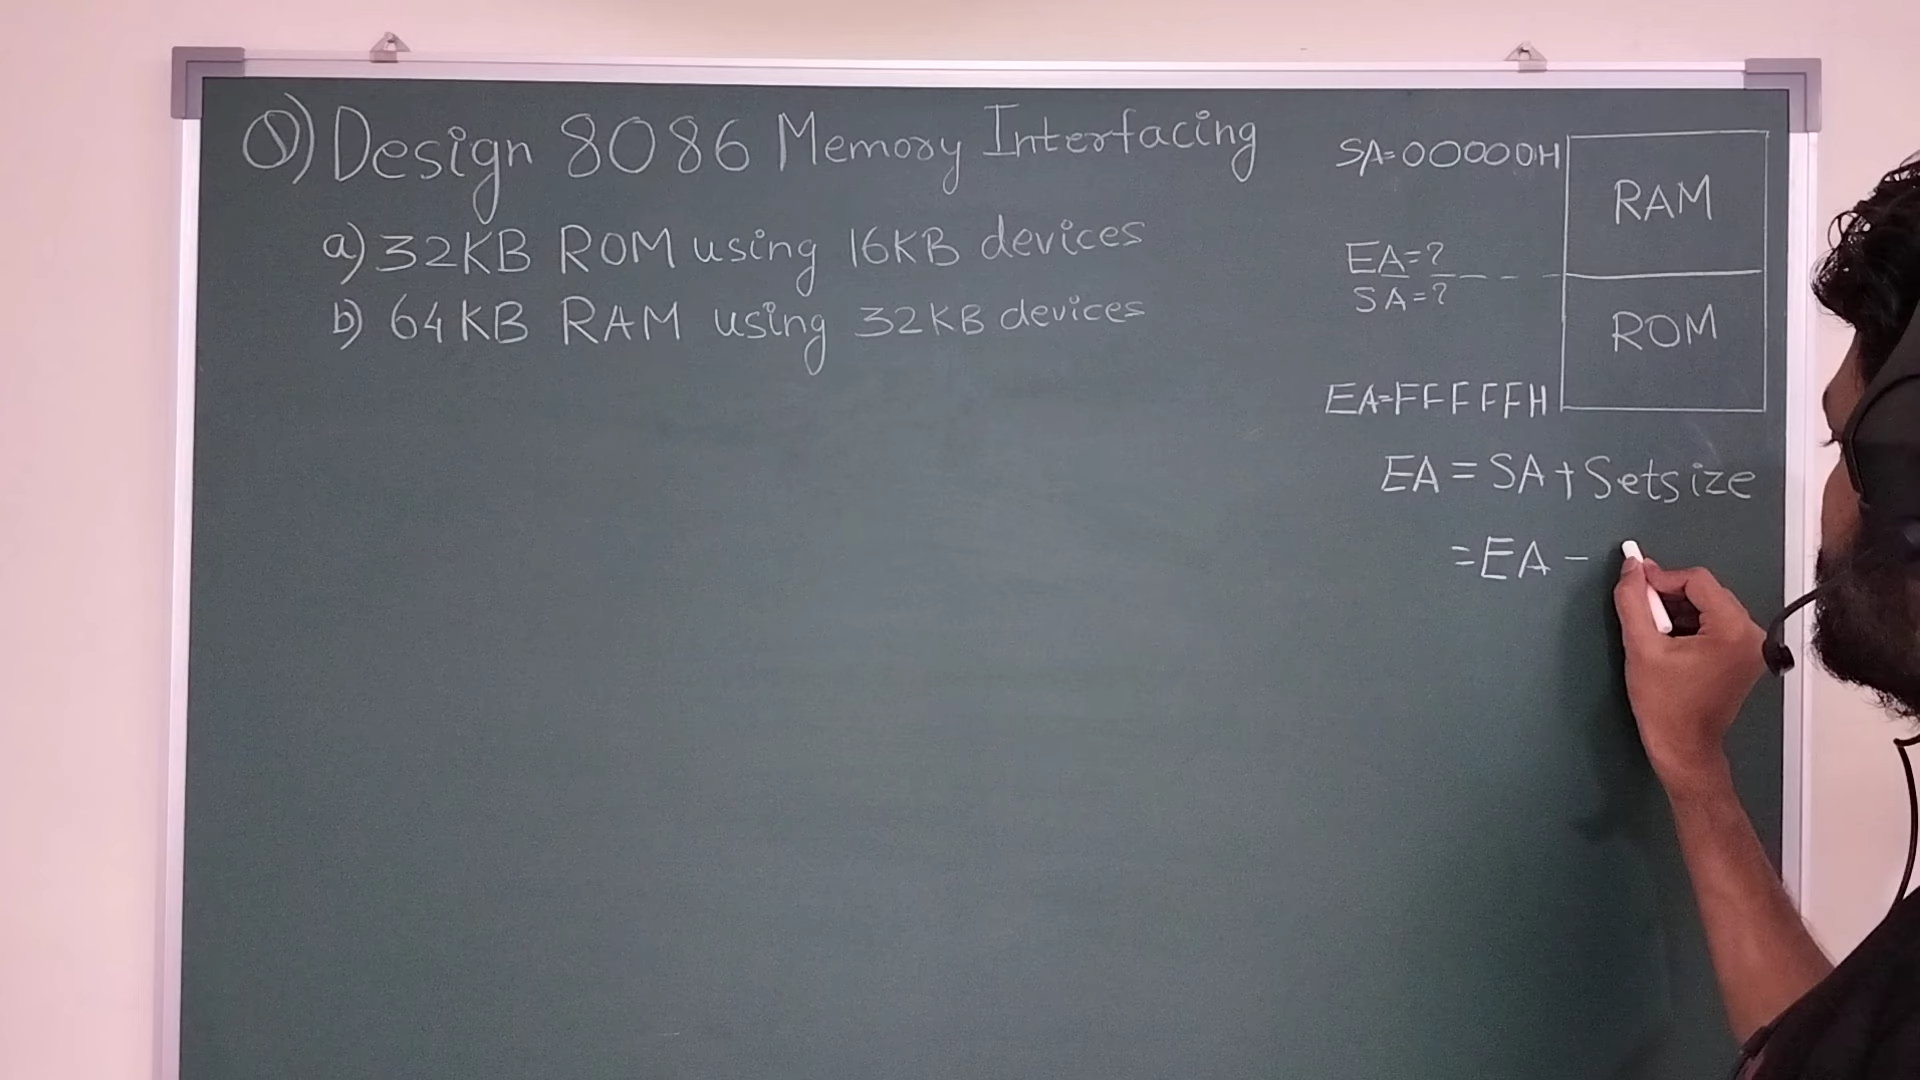 Q) Design 8086 Memory Interfacing
a) 32KB ROM using 16KB devices
b) 64KB RAM using 32KB devices
SA=00000H
RAM
EA=?
SA=?
ROM
EA=FFFFFH
EA = SA + Setsize
= EA -